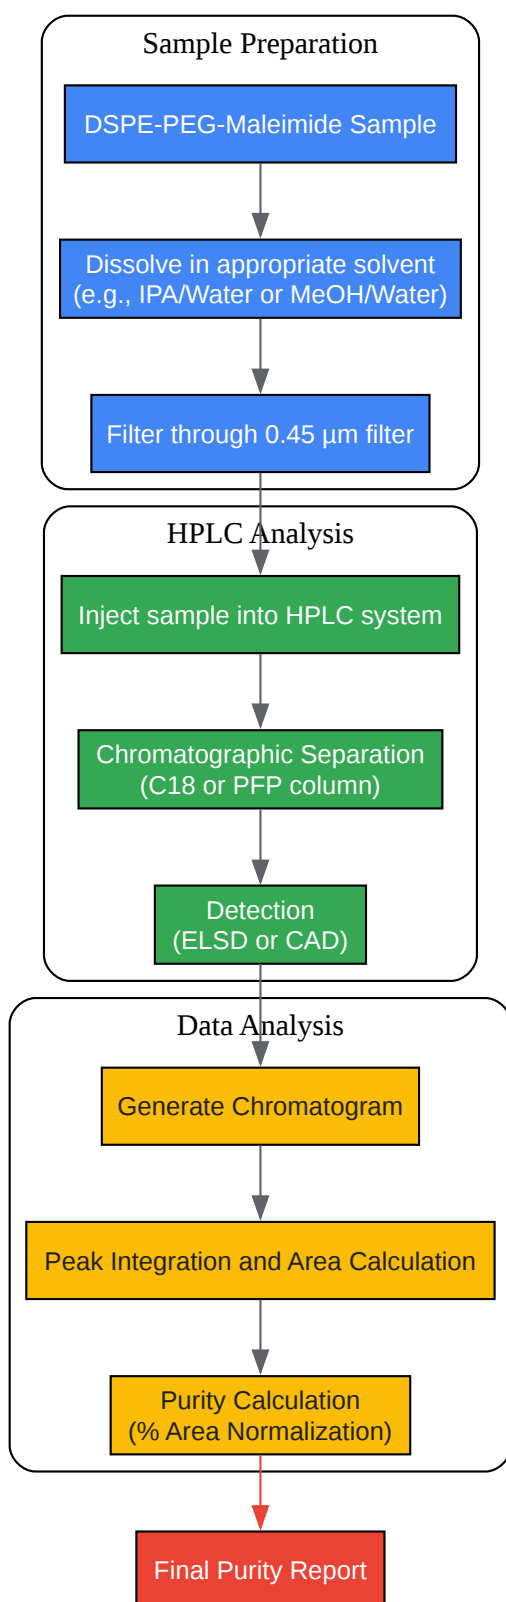 Sample Preparation
DSPE-PEG-Maleimide Sample
Dissolve in appropriate solvent
(e.g., IPA/Water or MeOH/Water)
Filter through 0.45 µm filter
HPLC Analysis
Inject sample into HPLC system
Chromatographic Separation
(C18 or PFP column)
Detection
(ELSD or CAD)
Data Analysis
Generate Chromatogram
Peak Integration and Area Calculation
Purity Calculation
(% Area Normalization)
Final Purity Report